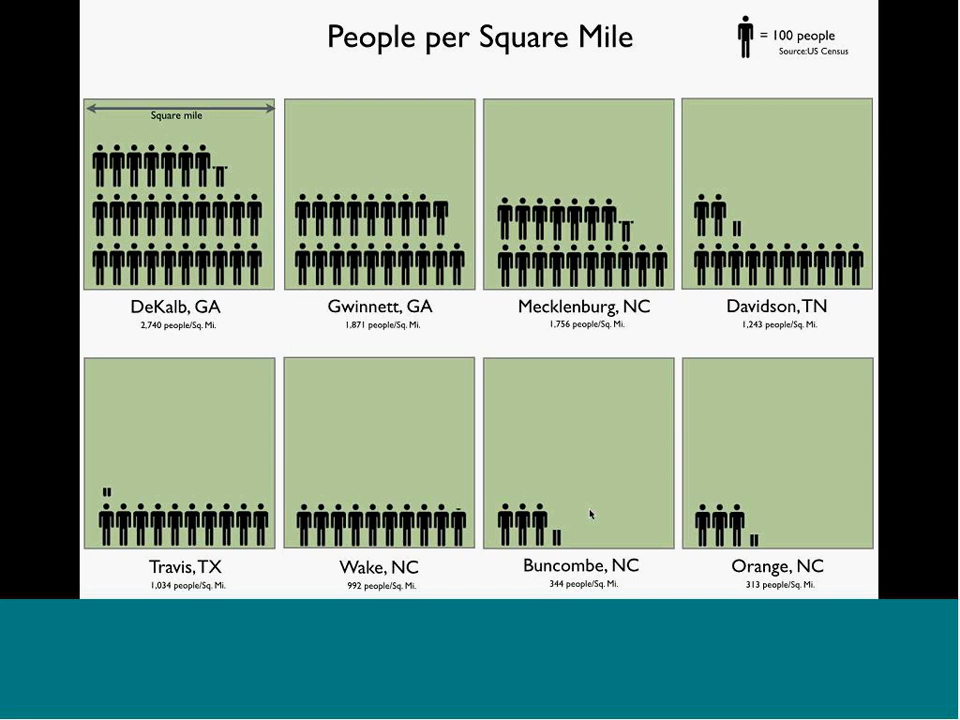 People per Square Mile
= 100 people
Source:US Census
Square mile
DeKalb, GA
2,740 people/Sq. Mi.
Gwinnett, GA
1,871 people/Sq. Mi.
Mecklenburg, NC
1,756 people/Sq. Mi.
Davidson, TN
1,243 people/Sq. Mi.
Travis, TX
1,034 people/Sq. Mi.
Wake, NC
992 people/Sq. Mi.
Buncombe, NC
344 people/Sq. Mi.
Orange, NC
313 people/Sq. Mi.